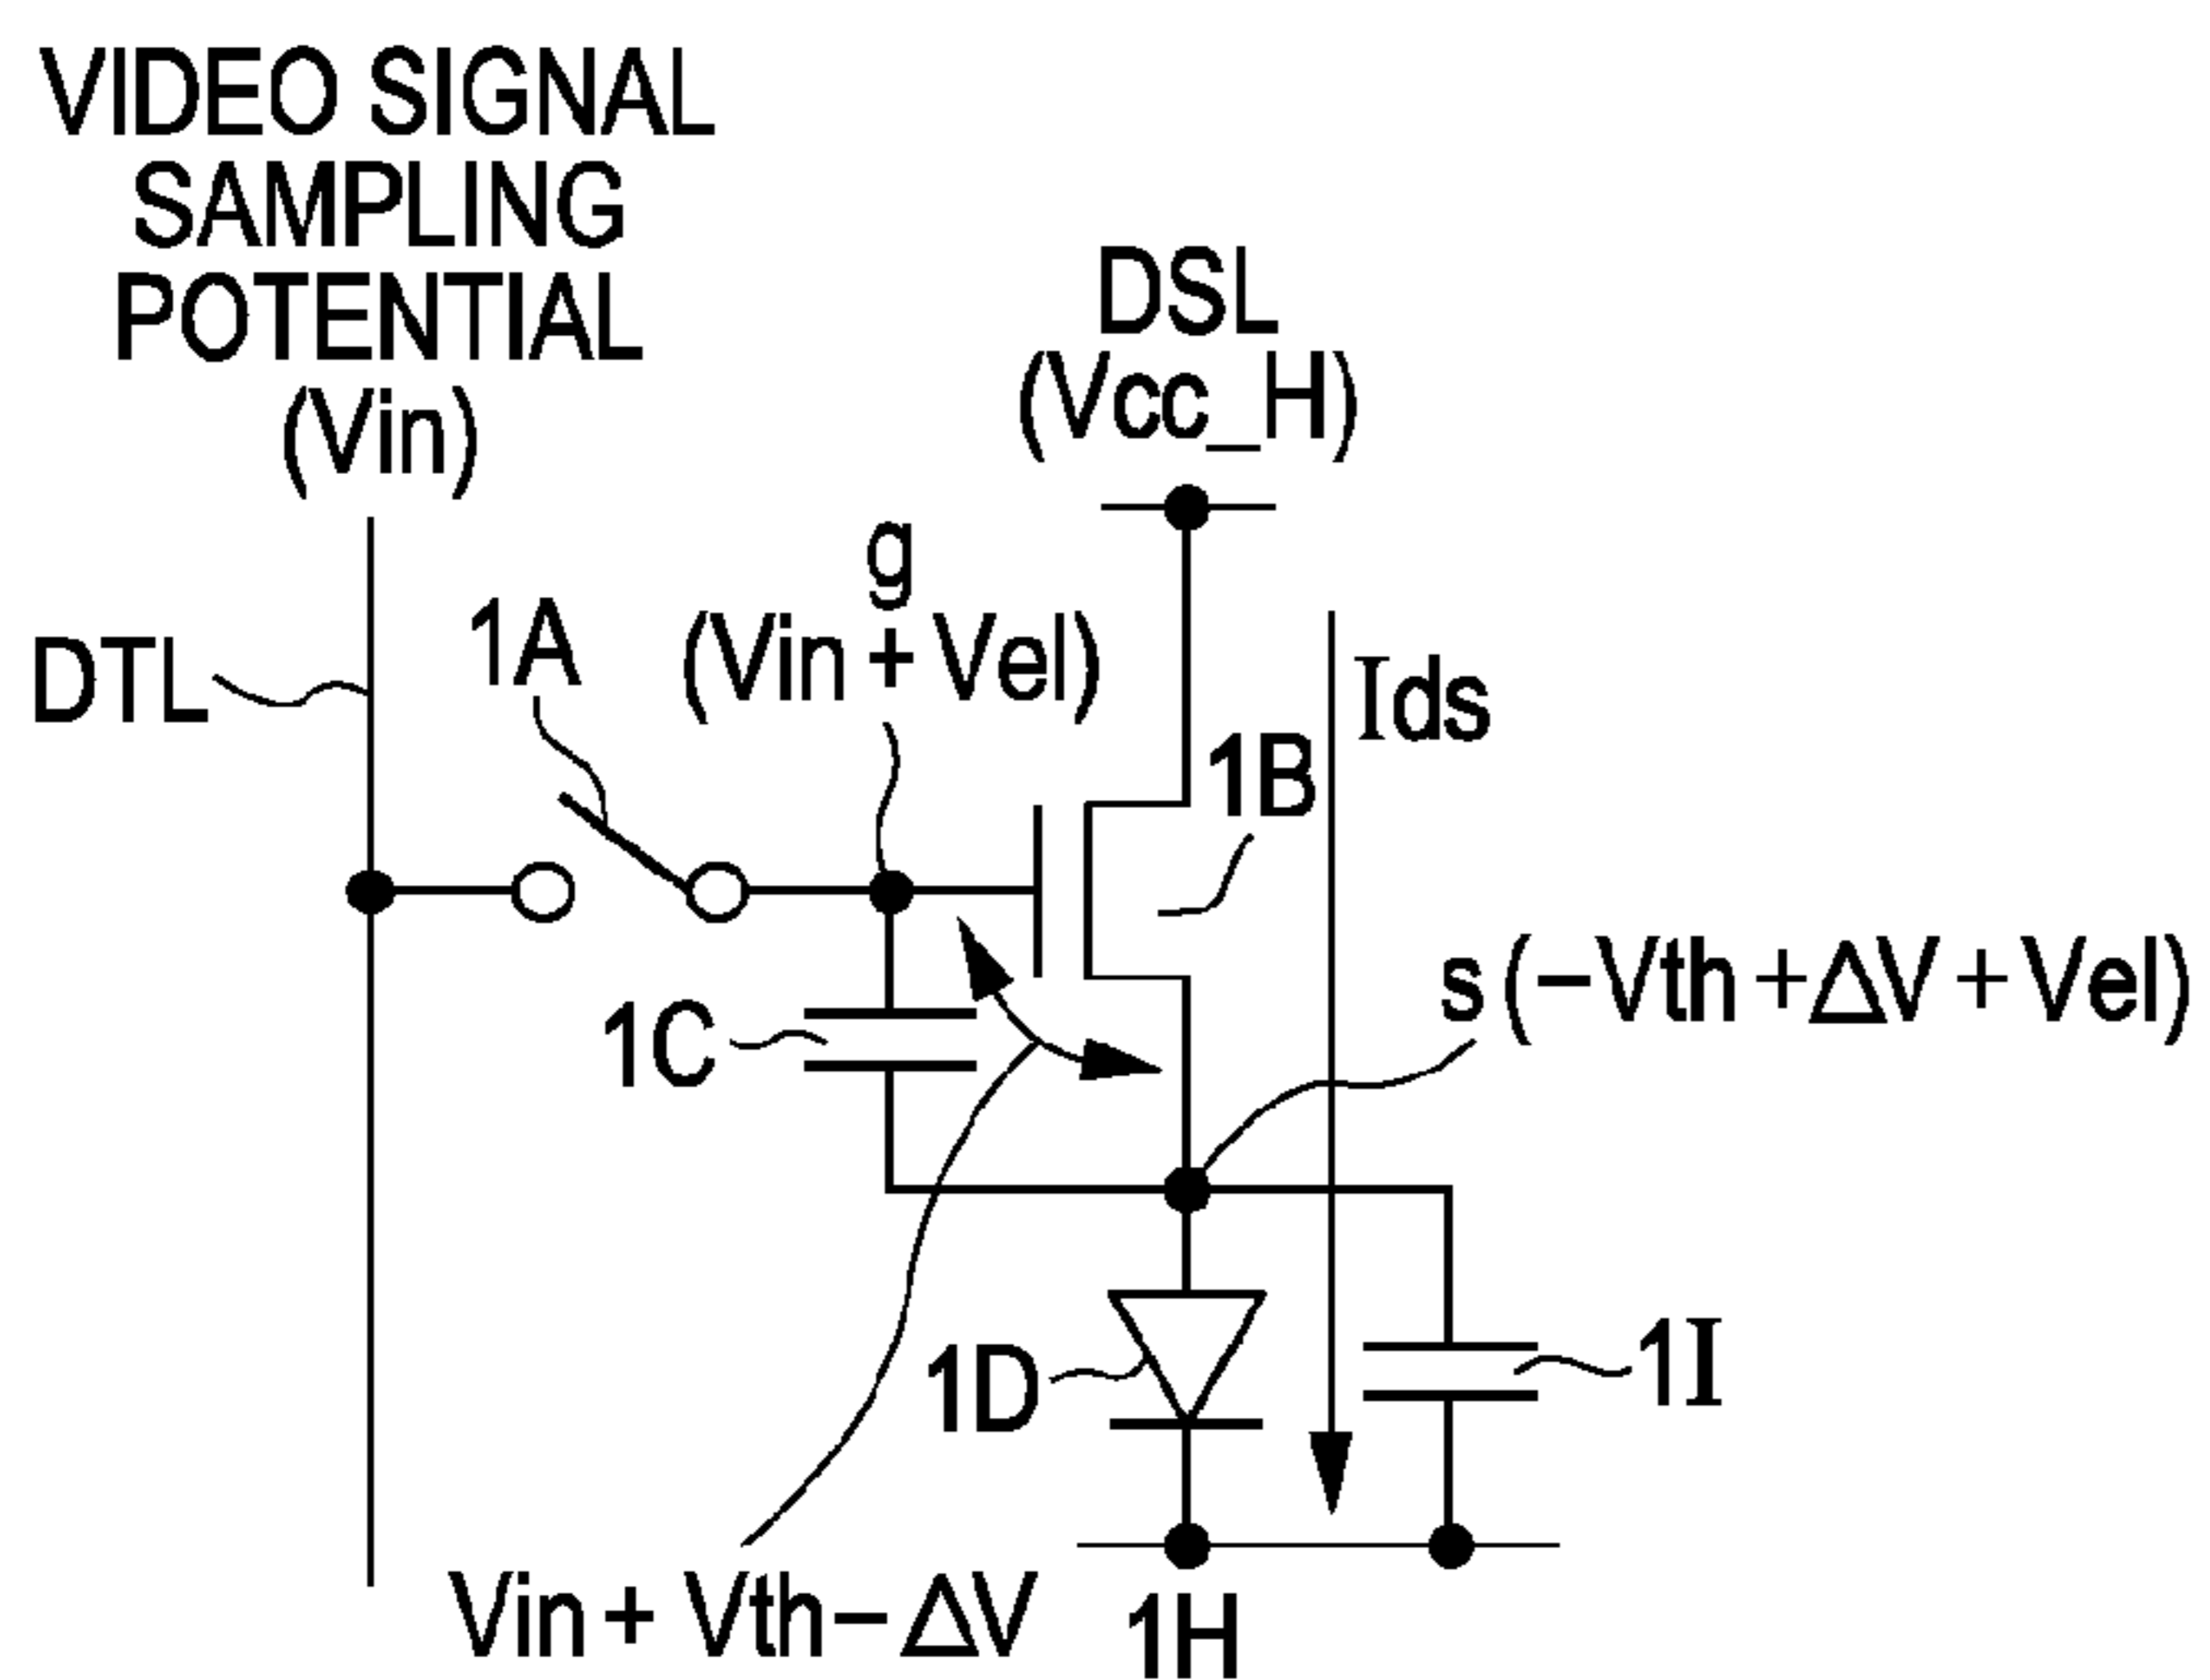 VIDEO SIGNAL
SAMPLING
POTENTIAL
(Vin)
DSL
(Vcc_H)
g
(Vin + Vel)
DTL
1A
Ids
1B
s (−Vth + ΔV + Vel)
1C
1D
1I
Vin + Vth − ΔV
1H